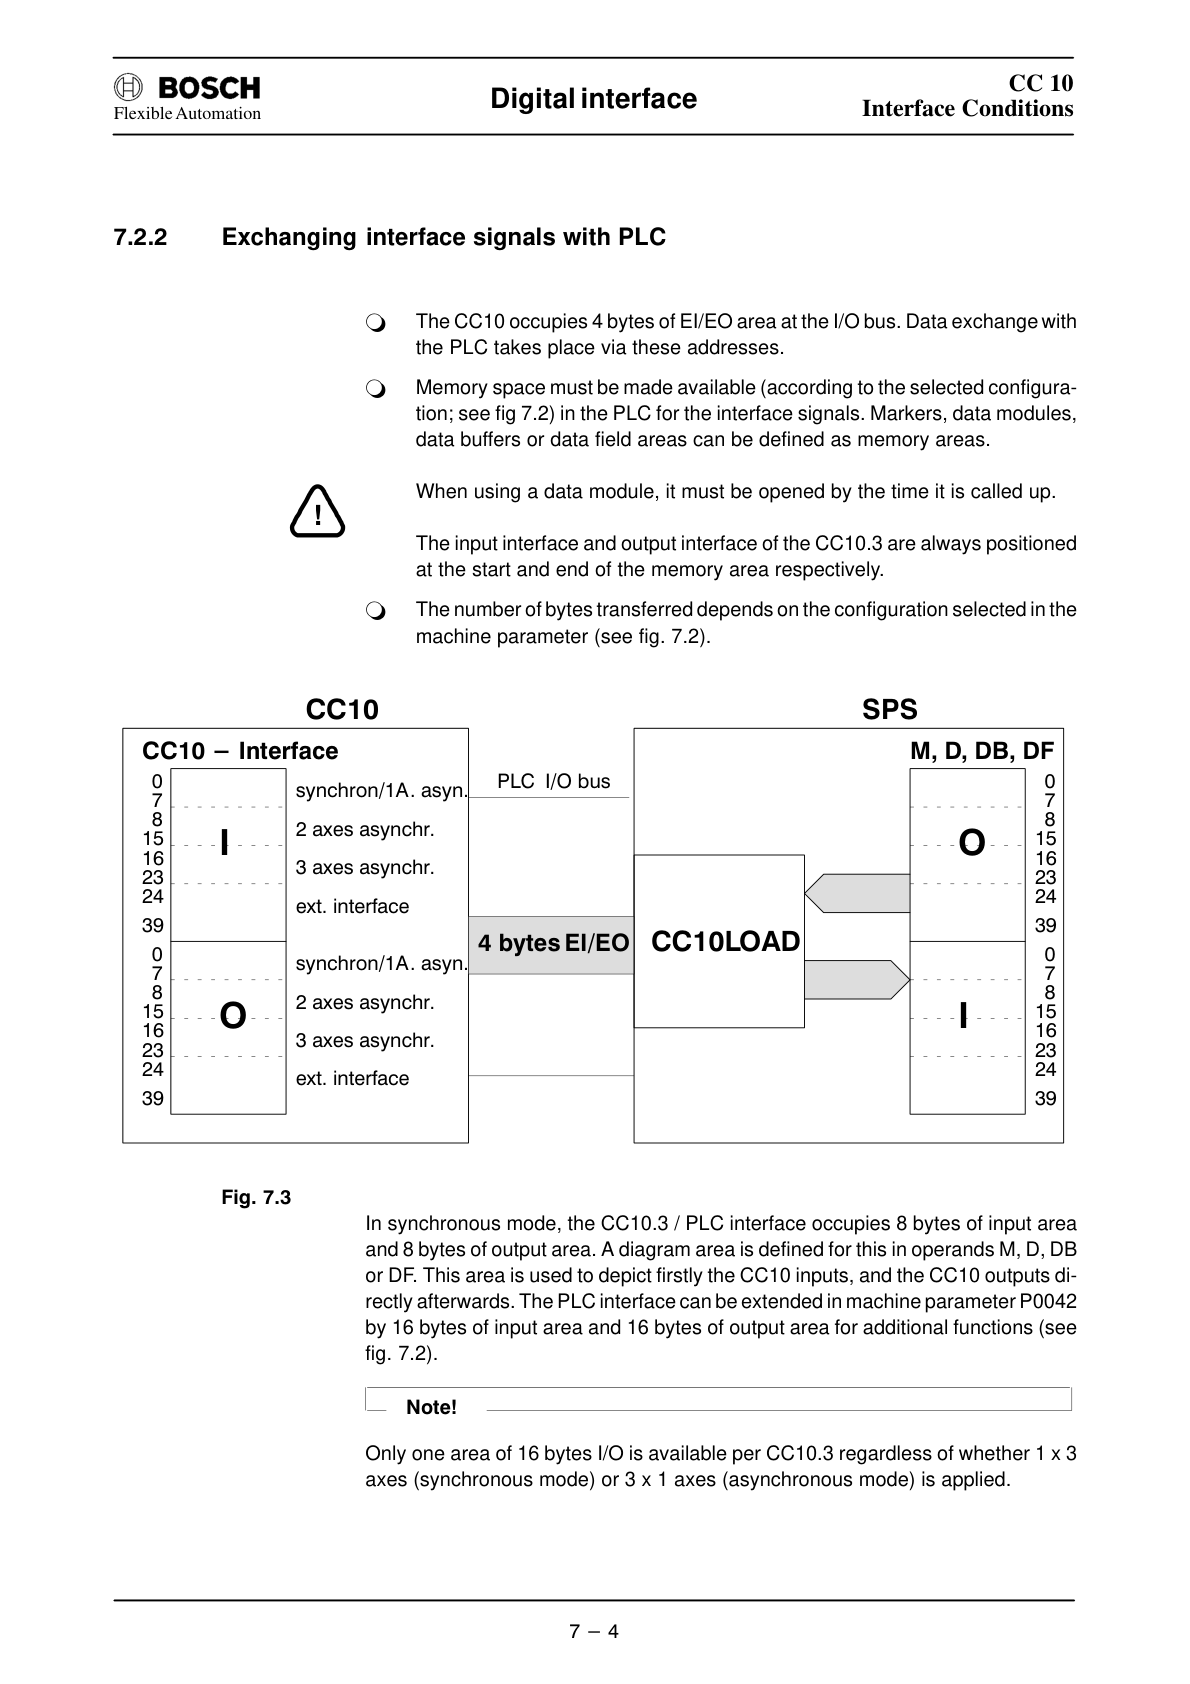 BOSCH
Flexible Automation
Digital interface
CC 10
Interface Conditions
7.2.2 Exchanging interface signals with PLC
The CC10 occupies 4 bytes of EI/EO area at the I/O bus. Data exchange with
the PLC takes place via these addresses.
Memory space must be made available (according to the selected configura-
tion; see fig 7.2) in the PLC for the interface signals. Markers, data modules,
data buffers or data field areas can be defined as memory areas.
When using a data module, it must be opened by the time it is called up.
!
The input interface and output interface of the CC10.3 are always positioned
at the start and end of the memory area respectively.
The number of bytes transferred depends on the configuration selected in the
machine parameter (see fig. 7.2).
CC10
CC10 – Interface
0
7
8
15
16
23
24
39
I
synchron/1A. asyn.
2 axes asynchr.
3 axes asynchr.
ext. interface
0
7
8
15
16
23
24
39
O
synchron/1A. asyn.
2 axes asynchr.
3 axes asynchr.
ext. interface
PLC I/O bus
4 bytes EI/EO
SPS
CC10LOAD
M, D, DB, DF
O
0
7
8
15
16
23
24
39
I
0
7
8
15
16
23
24
39
Fig. 7.3
In synchronous mode, the CC10.3 / PLC interface occupies 8 bytes of input area
and 8 bytes of output area. A diagram area is defined for this in operands M, D, DB
or DF. This area is used to depict firstly the CC10 inputs, and the CC10 outputs di-
rectly afterwards. The PLC interface can be extended in machine parameter P0042
by 16 bytes of input area and 16 bytes of output area for additional functions (see
fig. 7.2).
Note!
Only one area of 16 bytes I/O is available per CC10.3 regardless of whether 1 x 3
axes (synchronous mode) or 3 x 1 axes (asynchronous mode) is applied.
7 – 4